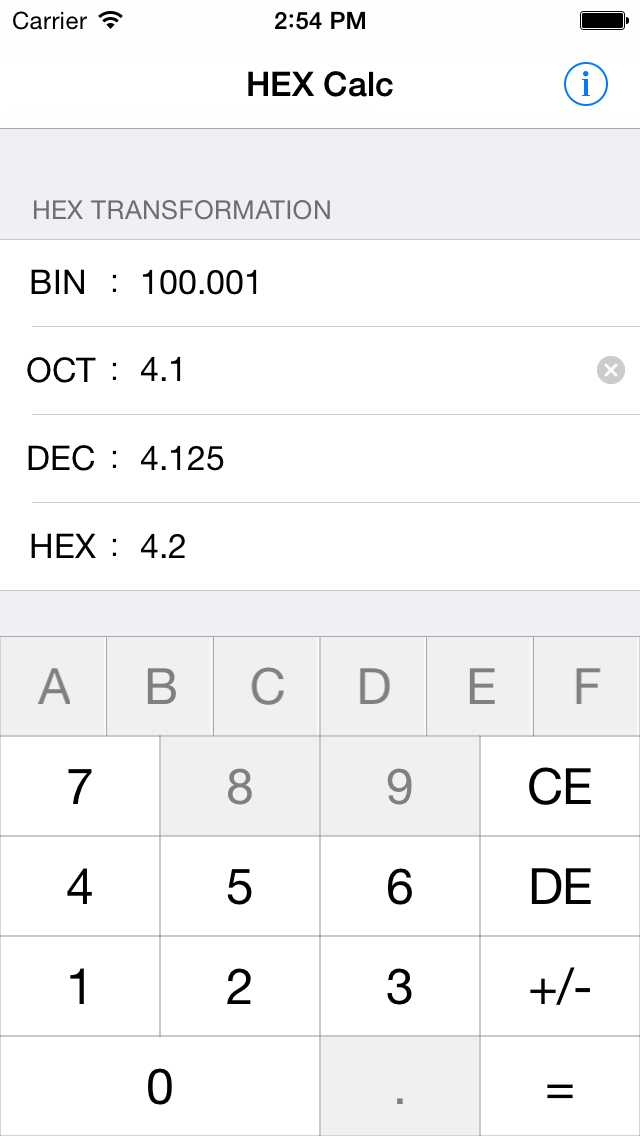 Carrier 2:54 PM
HEX Calc i
HEX TRANSFORMATION
BIN : 100.001
OCT : 4.1
DEC : 4.125
HEX : 4.2
A B C D E F
7 8 9 CE
4 5 6 DE
1 2 3 +/-
0 . =